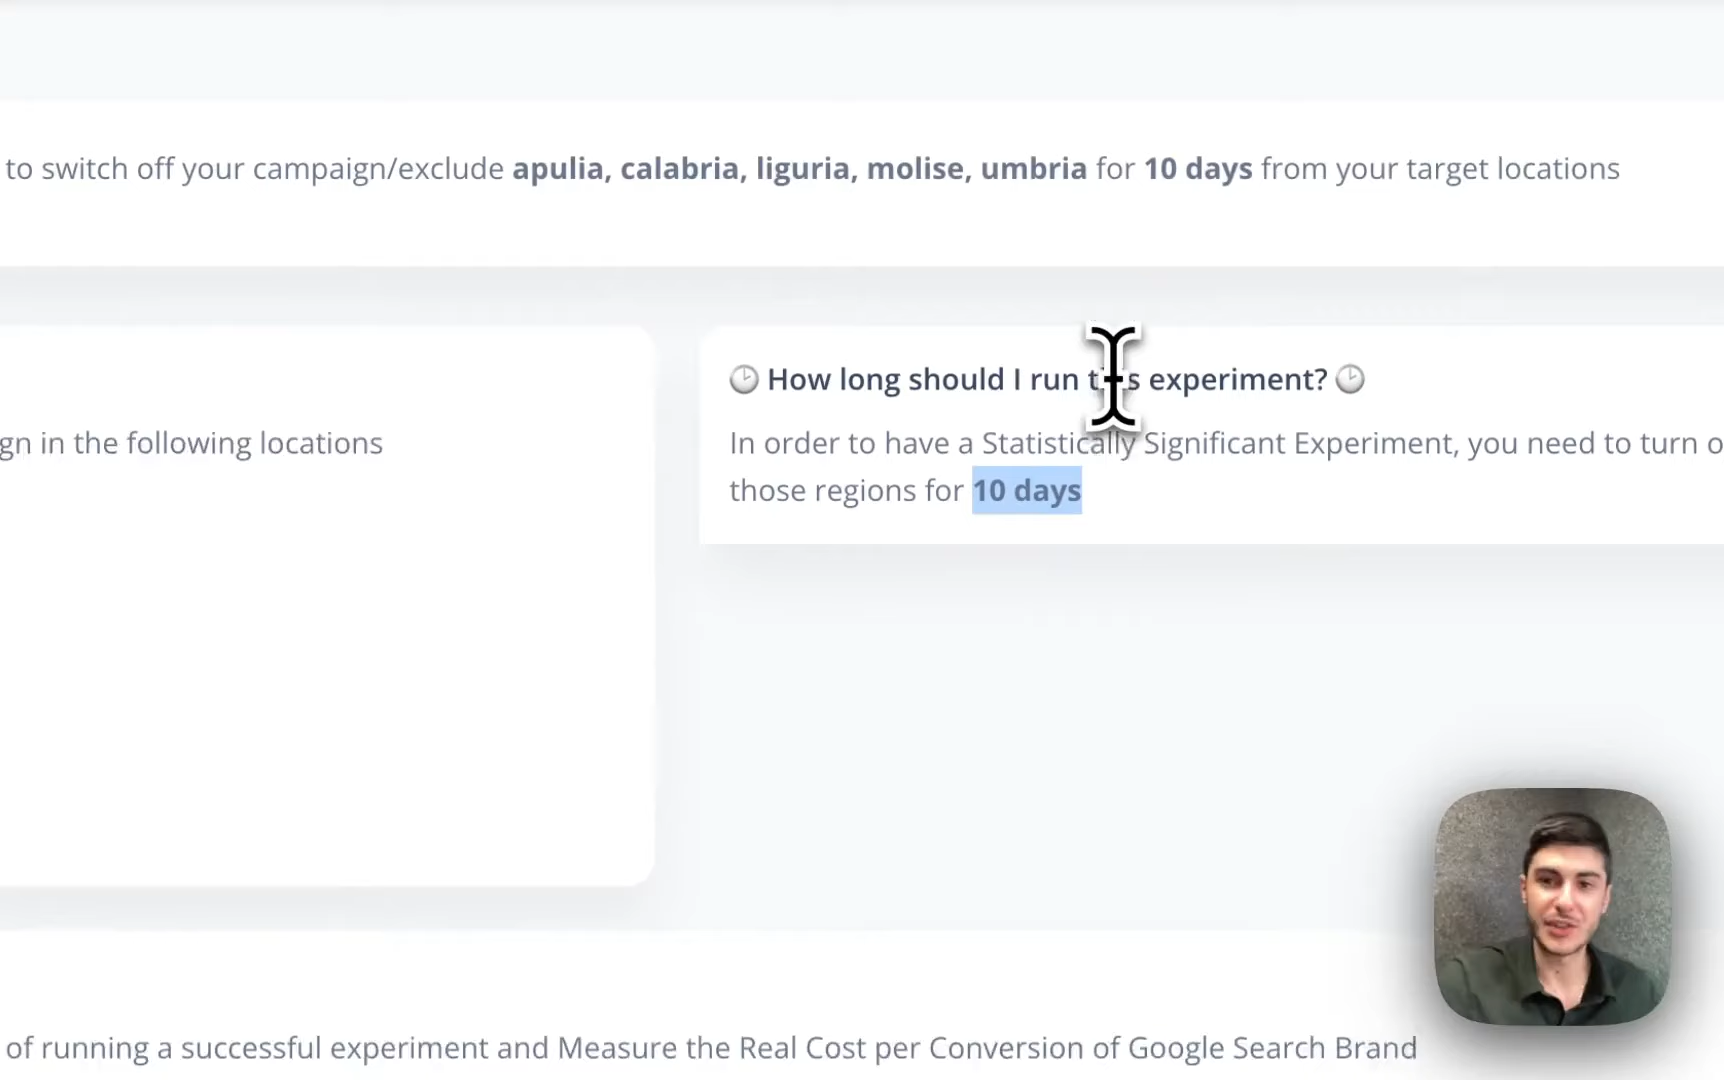 to switch off your campaign/exclude apulia, calabria, liguria, molise, umbria for 10 days from your target locations
🕑 How long should I run this experiment? 🕑
gn in the following locations
In order to have a Statistically Significant Experiment, you need to turn o
those regions for 10 days
of running a successful experiment and Measure the Real Cost per Conversion of Google Search Brand